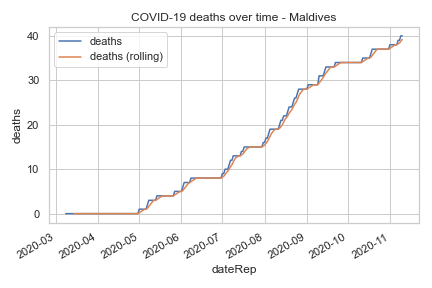 COVID-19 deaths over time - Maldives
deaths
deaths (rolling)
40
30
20
10
0
deaths
2020-03
2020-04
2020-05
2020-06
2020-07
2020-08
2020-09
2020-10
2020-11
dateRep